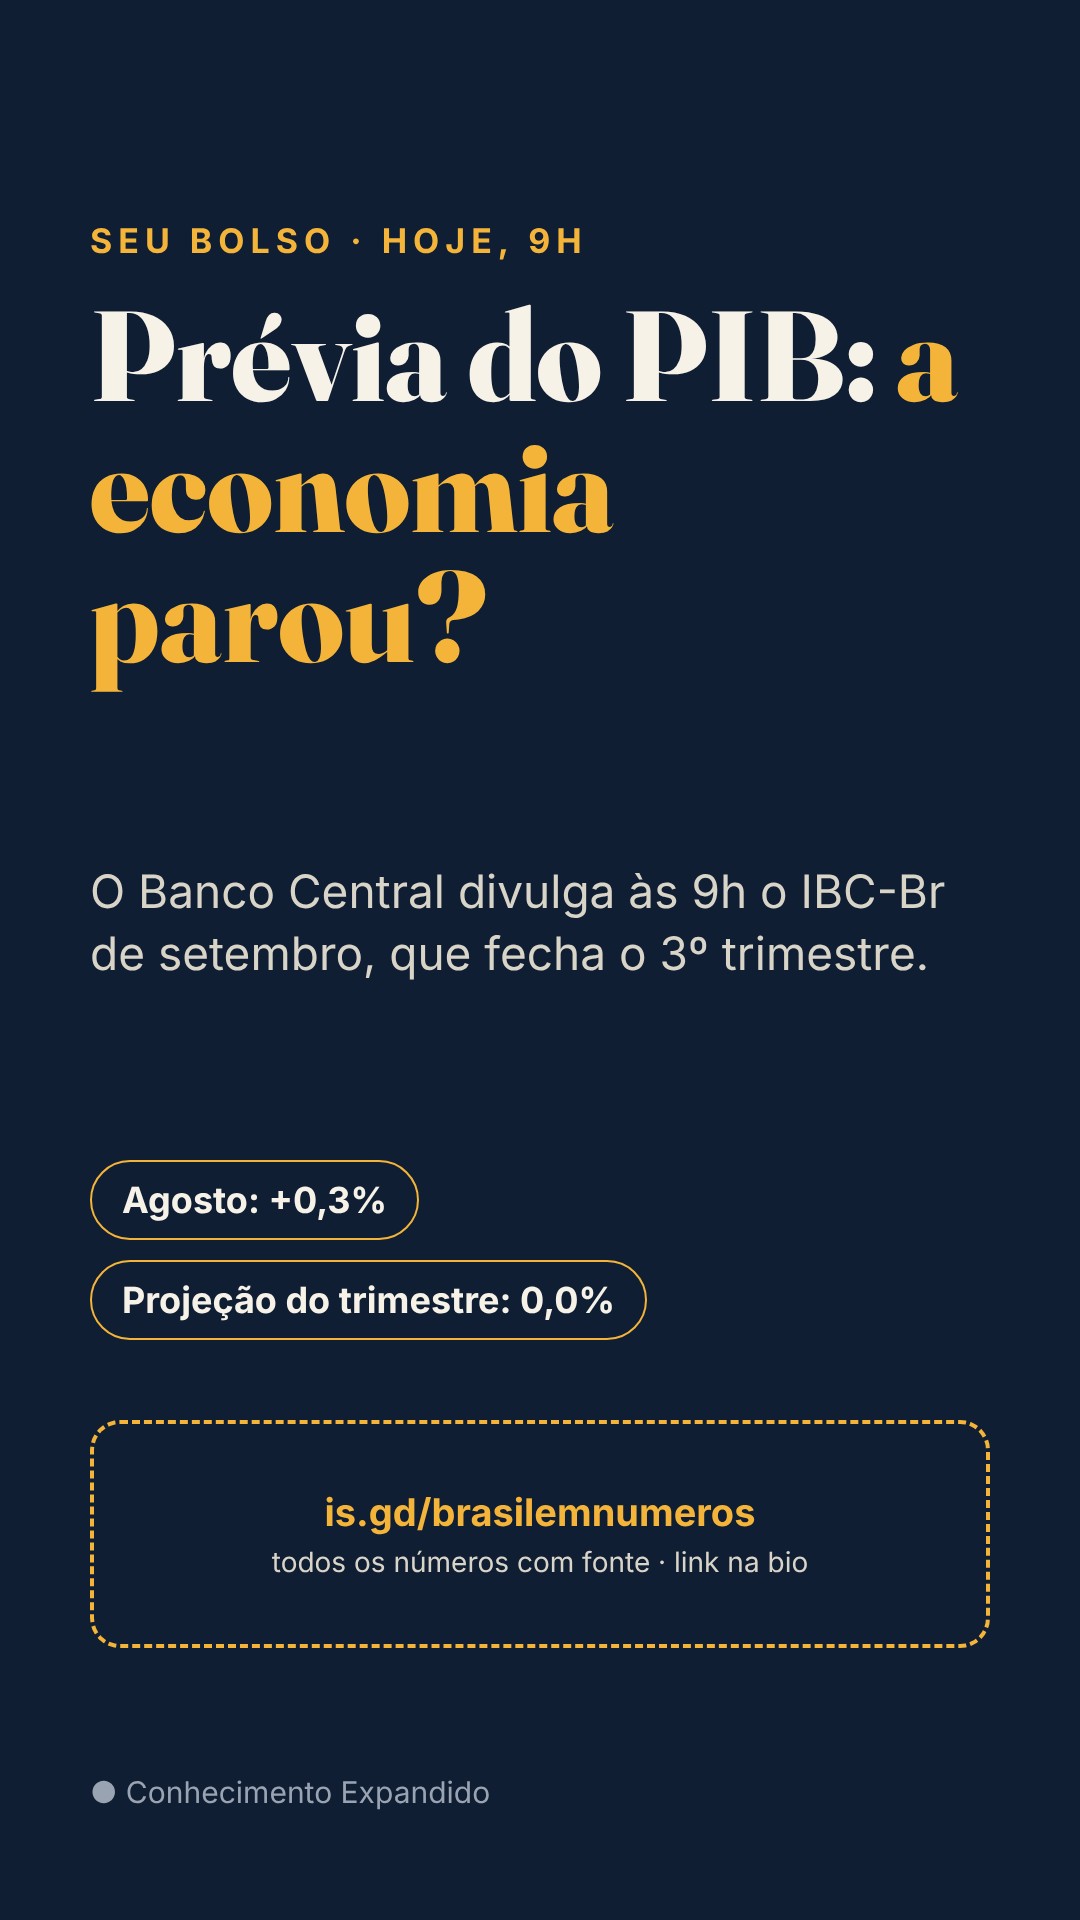 SEU BOLSO · HOJE, 9H
Prévia do PIB: a
economia
parou?
O Banco Central divulga às 9h o IBC-Br
de setembro, que fecha o 3º trimestre.
Agosto: +0,3%
Projeção do trimestre: 0,0%
is.gd/brasilemnumeros
todos os números com fonte · link na bio
Conhecimento Expandido